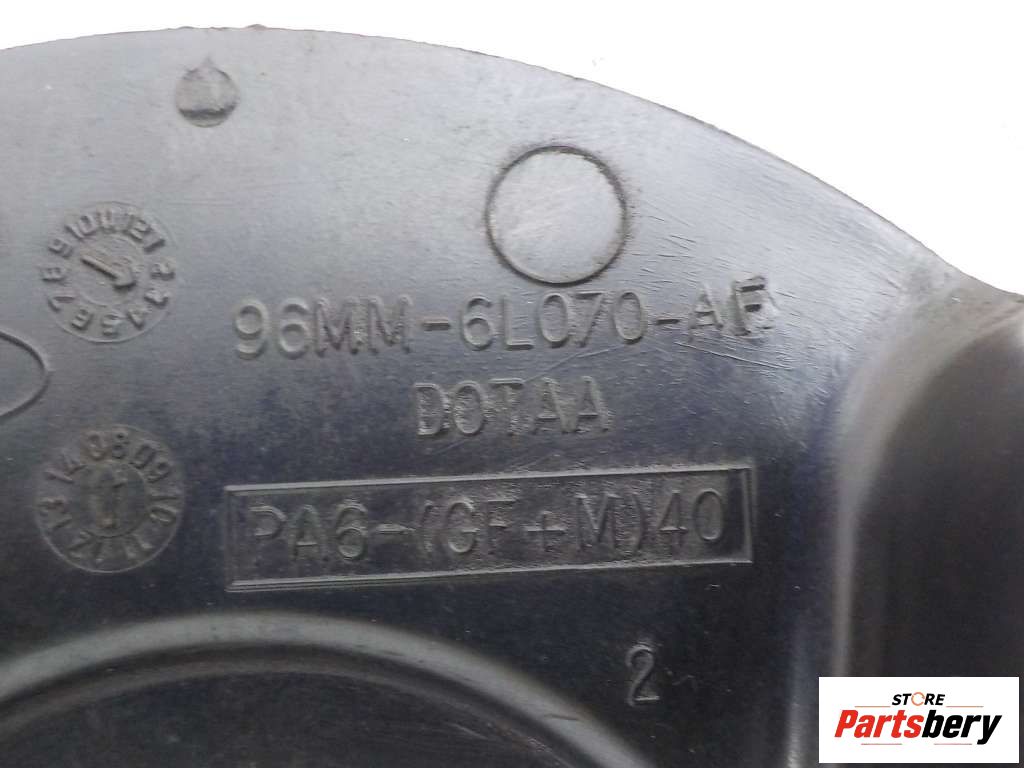 96MM-6L070-AF
DOTAA
PA6-(GF+M)40
2
STORE
Partsbery